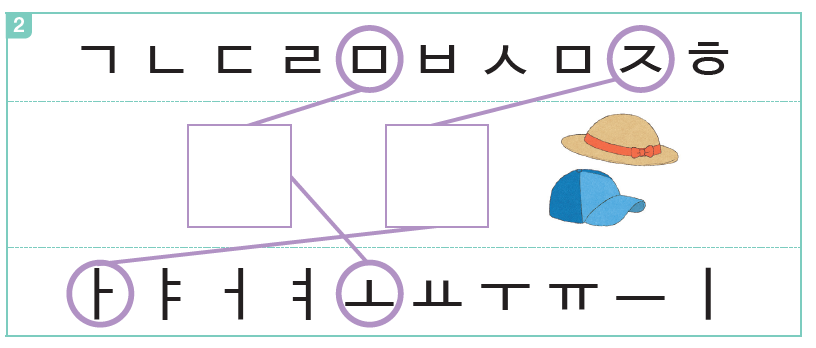 2
ㄱ ㄴ ㄷ ㄹ ㅁ ㅂ ㅅ ㅁ ㅈ ㅎ
ㅏ ㅑ ㅓ ㅕ ㅗ ㅛ ㅜ ㅠ ㅡ ㅣ